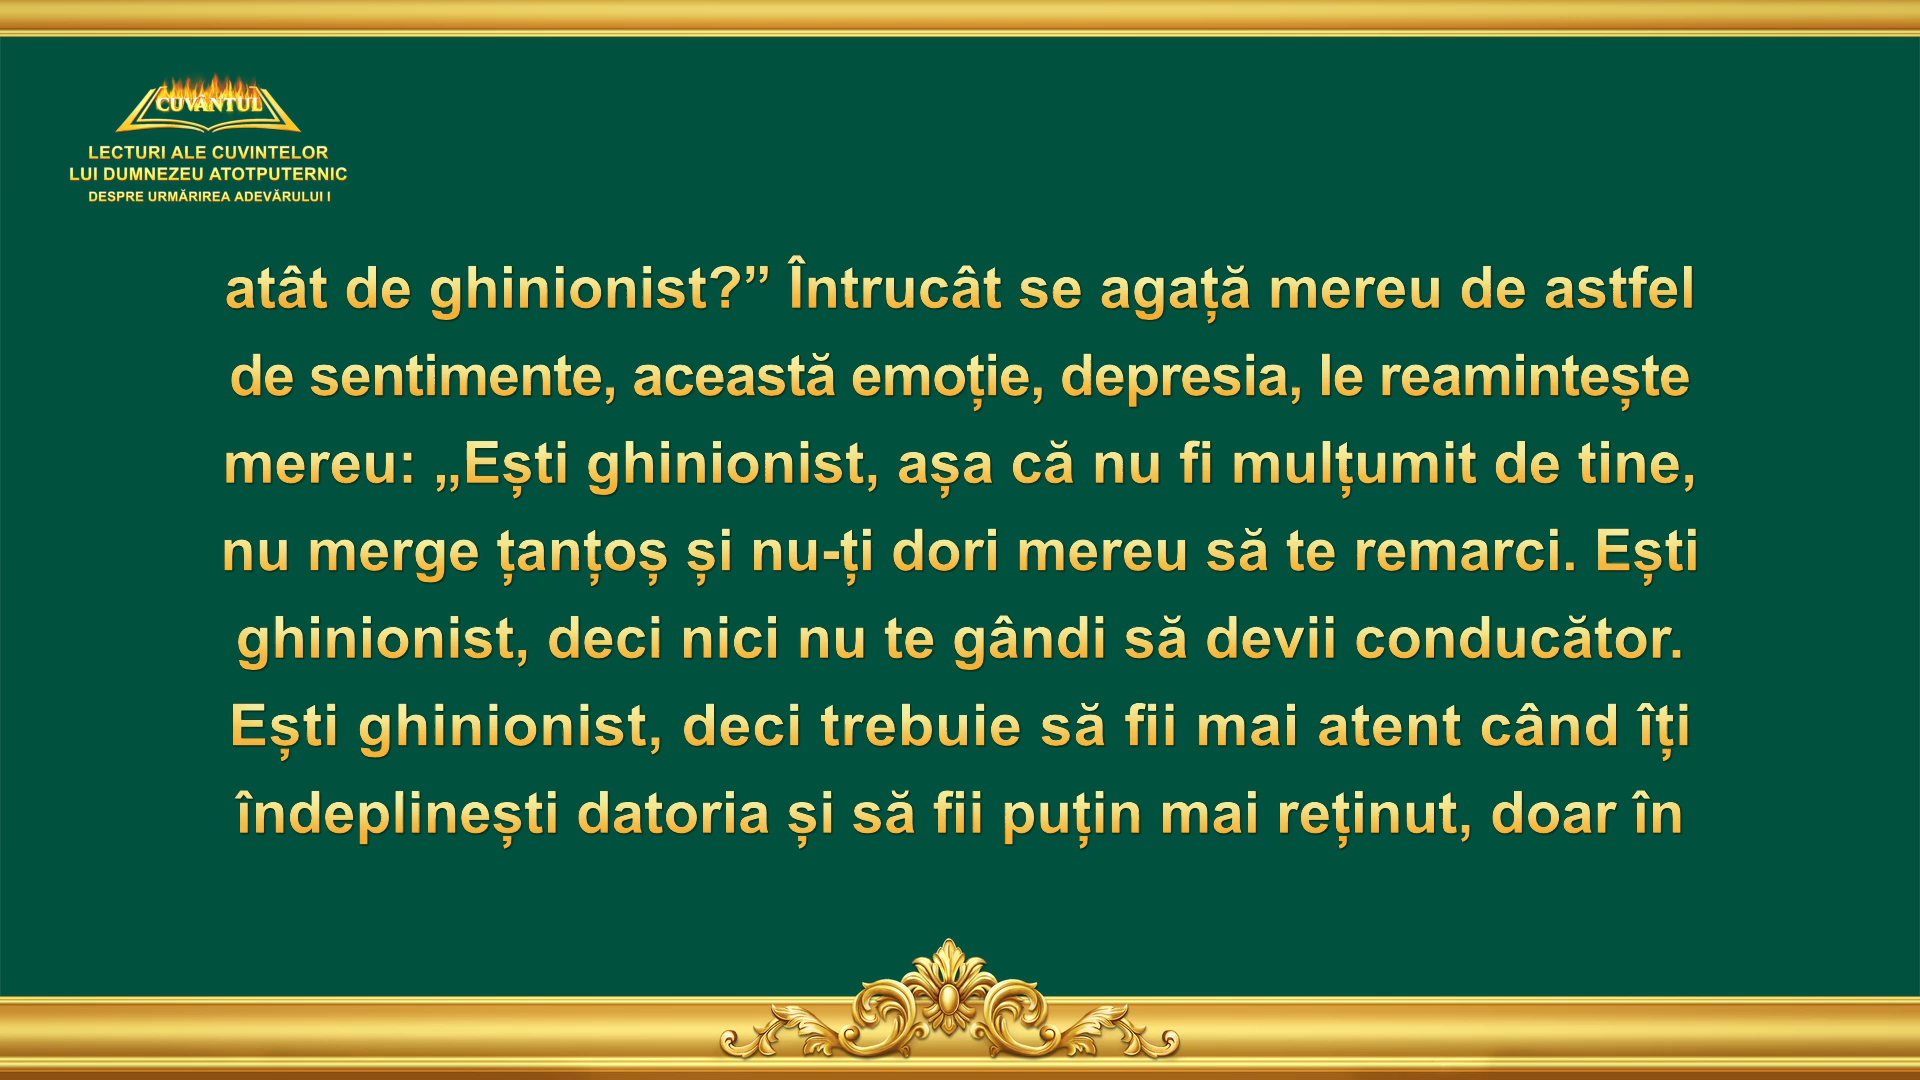 CUVÂNTUL
LECTURI ALE CUVINTELOR
LUI DUMNEZEU ATOTPUTERNIC
DESPRE URMĂRIREA ADEVĂRULUI I
atât de ghinionist?” Întrucât se agață mereu de astfel
de sentimente, această emoție, depresia, le reamintește
mereu: „Ești ghinionist, așa că nu fi mulțumit de tine,
nu merge țanțoș și nu-ți dori mereu să te remarci. Ești
ghinionist, deci nici nu te gândi să devii conducător.
Ești ghinionist, deci trebuie să fii mai atent când îți
îndeplinești datoria și să fii puțin mai reținut, doar în